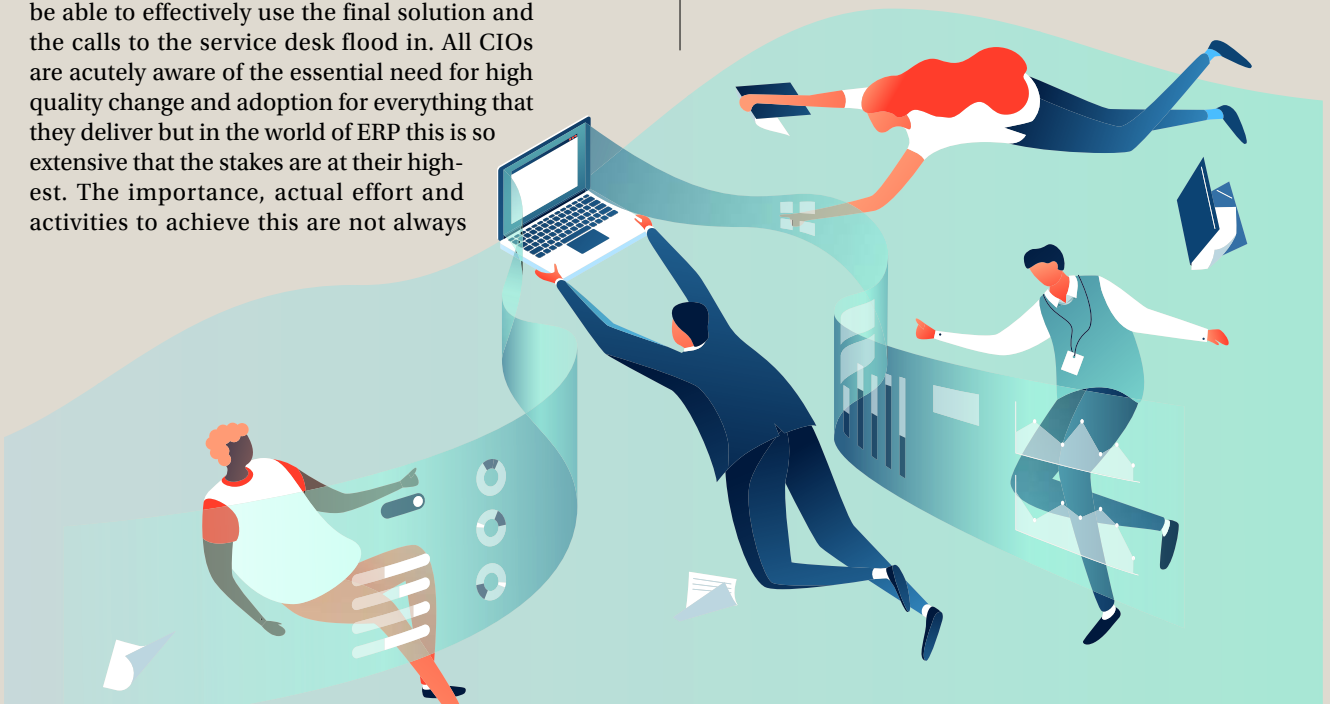 be able to effectively use the final solution and
the calls to the service desk flood in. All CIOs
are acutely aware of the essential need for high
quality change and adoption for everything that
they deliver but in the world of ERP this is so
extensive that the stakes are at their high-
est. The importance, actual effort and
activities to achieve this are not always